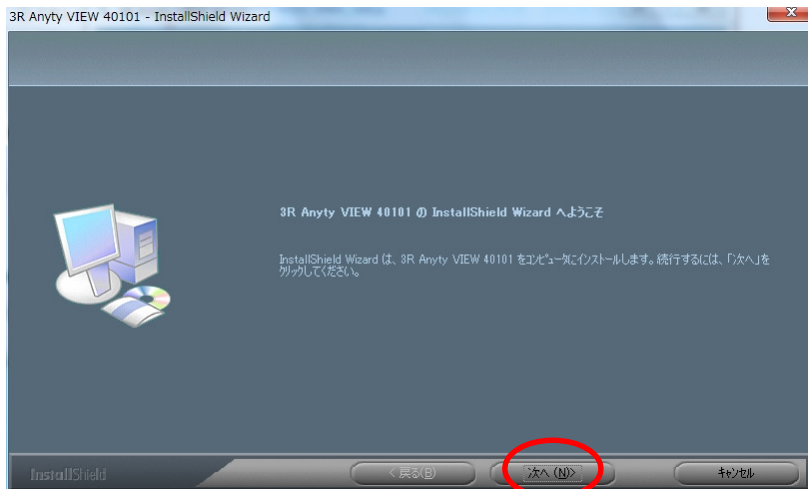 3R Anyty VIEW 40101 - InstallShield Wizard
3R Anyty VIEW 40101 の InstallShield Wizard へようこそ
InstallShield Wizard は、3R Anyty VIEW 40101 をコンピュータにインストールします。続行するには、「次へ」を
クリックしてください。
InstallShield
< 戻る(B)
次へ (N)>
キャンセル